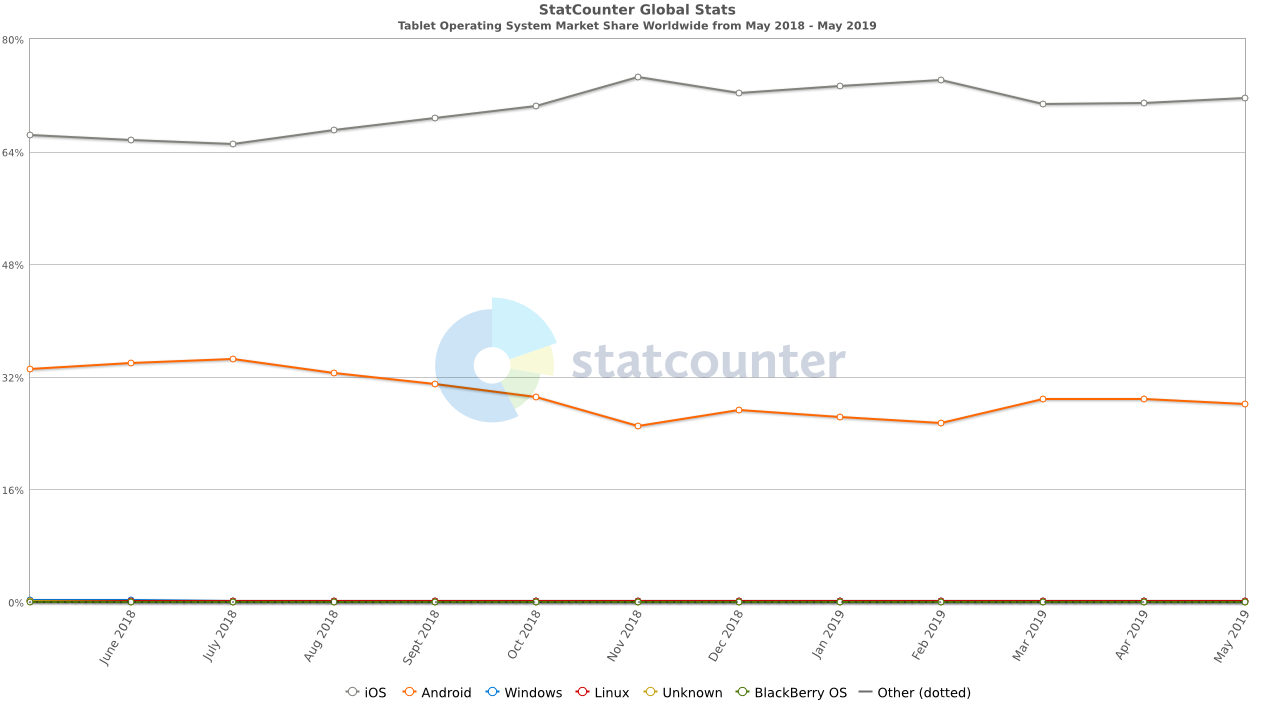 StatCounter Global Stats
Tablet Operating System Market Share Worldwide from May 2018 - May 2019
80%
64%
48%
statcounter
32%
16%
0%
June 2018 July 2018 Aug 2018 Sept 2018 Oct 2018 Nov 2018 Dec 2018 Jan 2019 Feb 2019 Mar 2019 Apr 2019 May 2019
iOS Android Windows Linux Unknown BlackBerry OS Other (dotted)